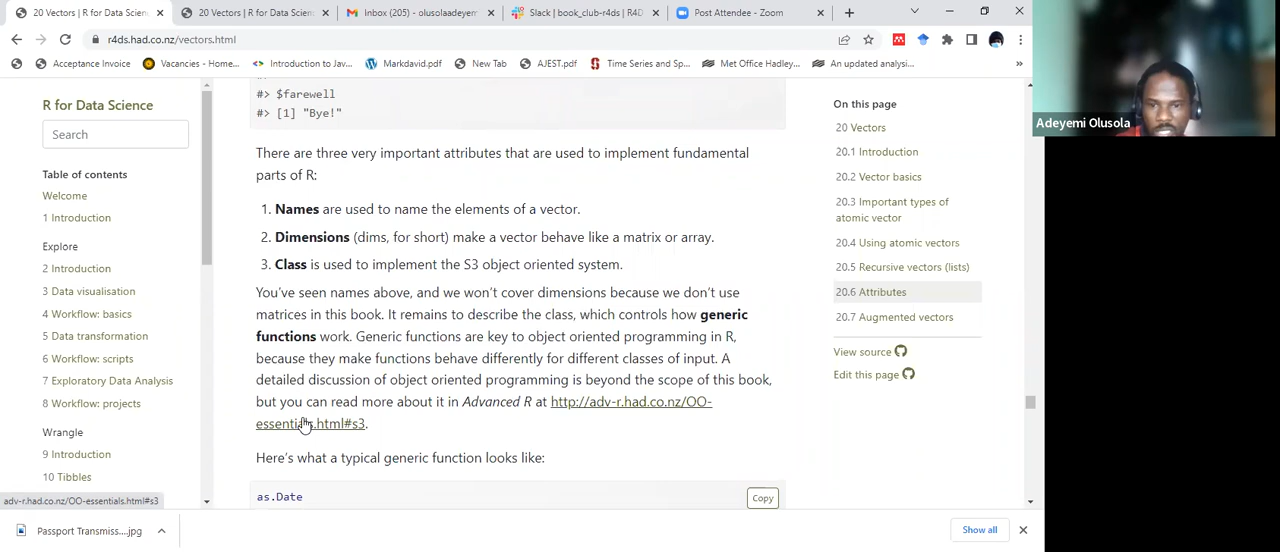 20 Vectors | R for Data Science
20 Vectors | R for Data S
Inbox (205) - olusolaadeyem
Slack | book_club-r4ds | R4D
Post Attendee - Zoom
r4ds.had.co.nz/vectors.html
Acceptance Invoice
Vacancies - Home...
Introduction to Jav...
Markdavid.pdf
New Tab
AJEST.pdf
Time Series and Sp...
Met Office Hadley...
An updated analysi...
»
R for Data Science
Search
Table of contents
Welcome
1 Introduction
Explore
2 Introduction
3 Data visualisation
4 Workflow: basics
5 Data transformation
6 Workflow: scripts
7 Exploratory Data Analysis
8 Workflow: projects
Wrangle
9 Introduction
10 Tibbles
adv-r.had.co.nz/OO-essentials.html#s3
#> $farewell
#> [1] "Bye!"
There are three very important attributes that are used to implement fundamental
parts of R:
1. Names are used to name the elements of a vector.
2. Dimensions (dims, for short) make a vector behave like a matrix or array.
3. Class is used to implement the S3 object oriented system.
You've seen names above, and we won't cover dimensions because we don't use
matrices in this book. It remains to describe the class, which controls how generic
functions work. Generic functions are key to object oriented programming in R,
because they make functions behave differently for different classes of input. A
detailed discussion of object oriented programming is beyond the scope of this book,
but you can read more about it in Advanced R at http://adv-r.had.co.nz/OO-
essentials.html#s3.
Here's what a typical generic function looks like:
as.Date
Copy
On this page
20 Vectors
20.1 Introduction
20.2 Vector basics
20.3 Important types of
atomic vector
20.4 Using atomic vectors
20.5 Recursive vectors (lists)
20.6 Attributes
20.7 Augmented vectors
View source
Edit this page
Adeyemi Olusola
Passport Transmiss....jpg
Show all